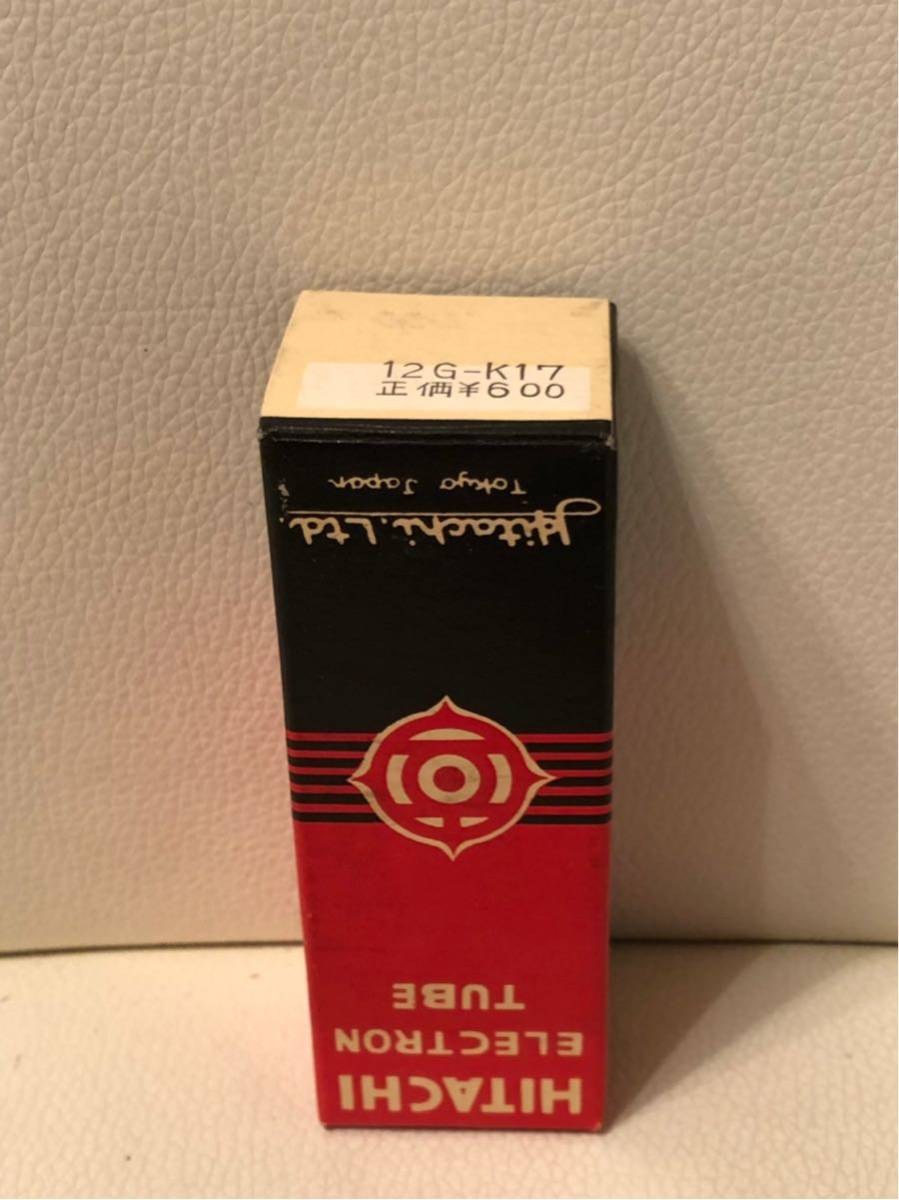 12G-K17
正価¥600
HITACHI
ELECTRON
TUBE
Hitachi.Ltd.
Tokyo Japan